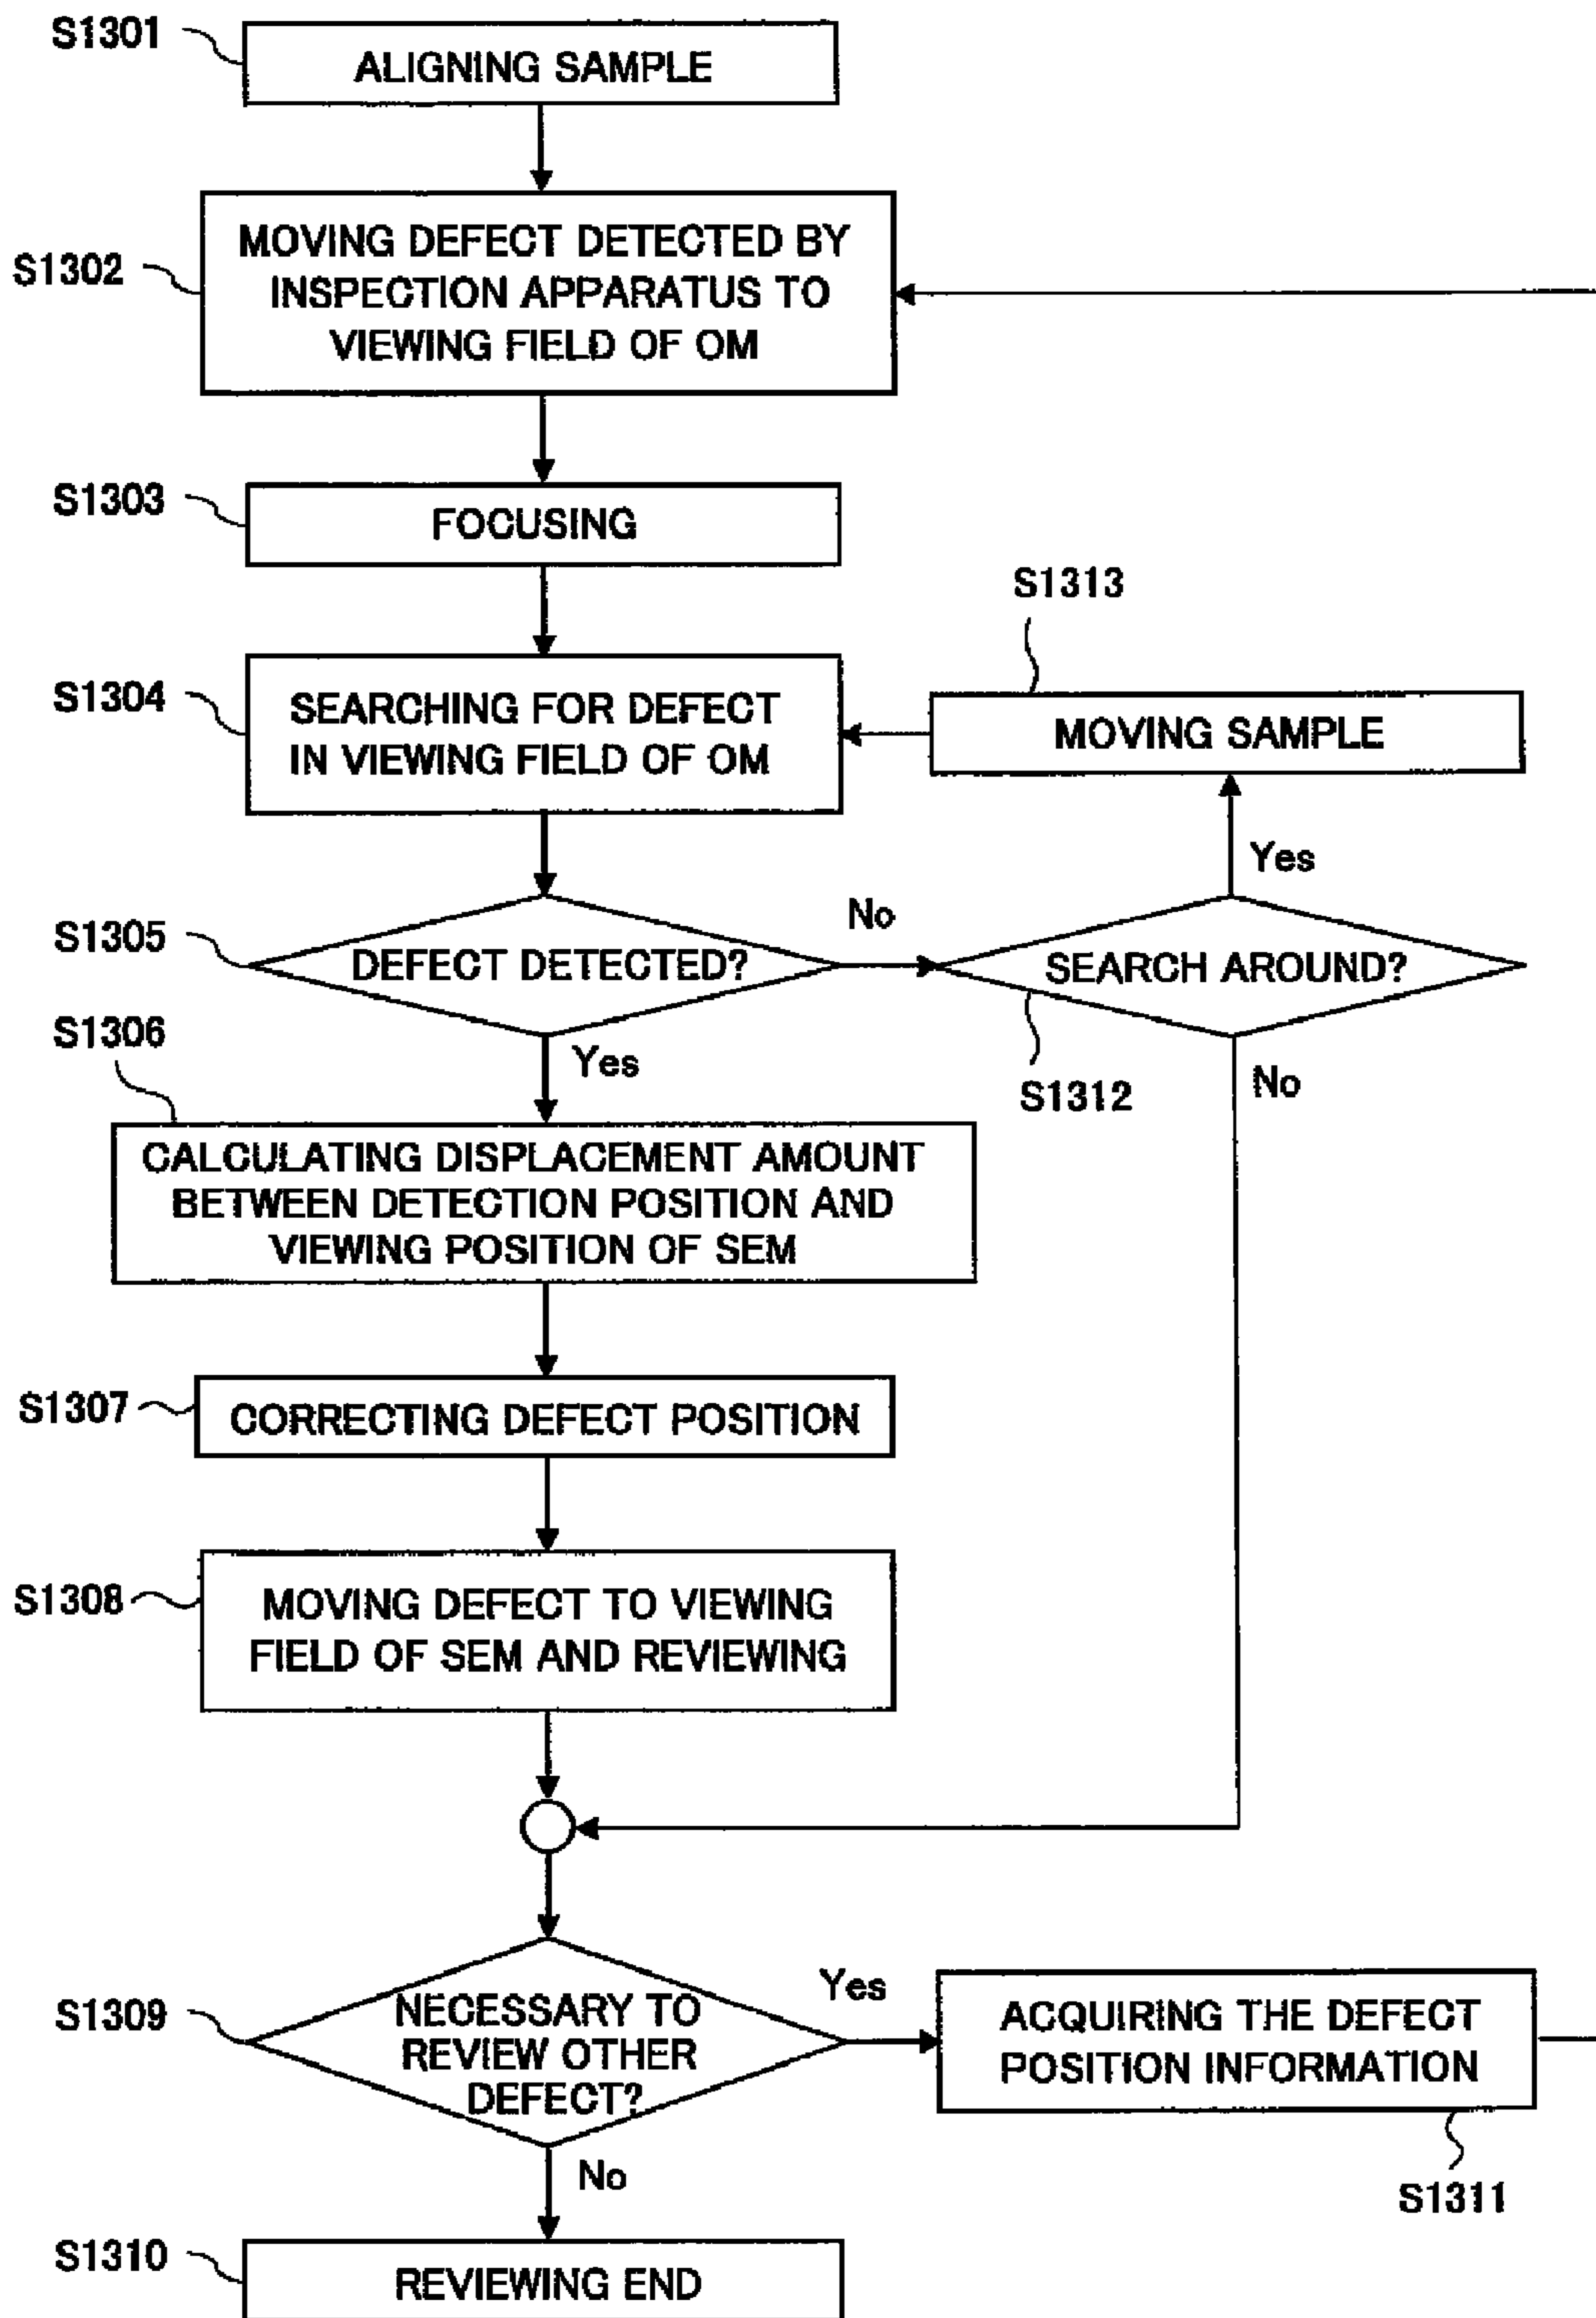 S1301
ALIGNING SAMPLE
S1302
MOVING DEFECT DETECTED BY
INSPECTION APPARATUS TO
VIEWING FIELD OF OM
S1303
FOCUSING
S1313
S1304
SEARCHING FOR DEFECT
IN VIEWING FIELD OF OM
MOVING SAMPLE
Yes
S1305
DEFECT DETECTED?
No
SEARCH AROUND?
S1306
Yes
S1312
No
CALCULATING DISPLACEMENT AMOUNT
BETWEEN DETECTION POSITION AND
VIEWING POSITION OF SEM
S1307
CORRECTING DEFECT POSITION
S1308
MOVING DEFECT TO VIEWING
FIELD OF SEM AND REVIEWING
S1309
NECESSARY TO
REVIEW OTHER
DEFECT?
Yes
ACQUIRING THE DEFECT
POSITION INFORMATION
S1311
No
S1310
REVIEWING END